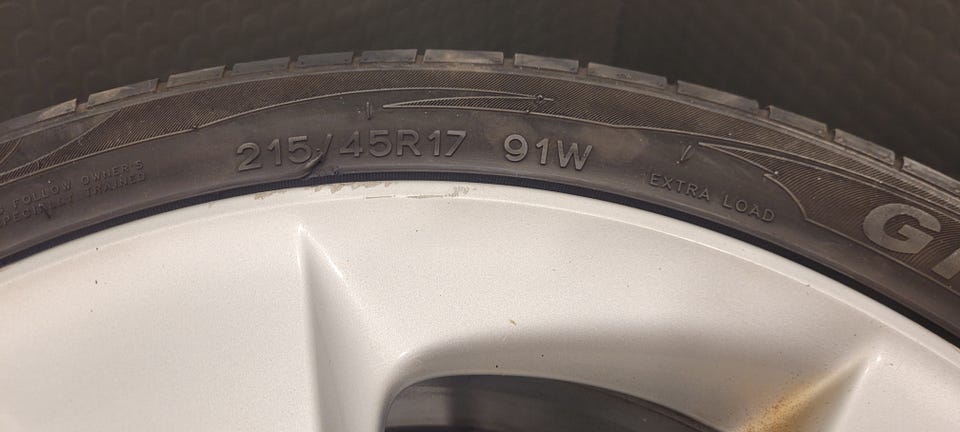 215/45R17 91W
EXTRA LOAD
FOLLOW OWNER'S
SPECIALLY TRAINED